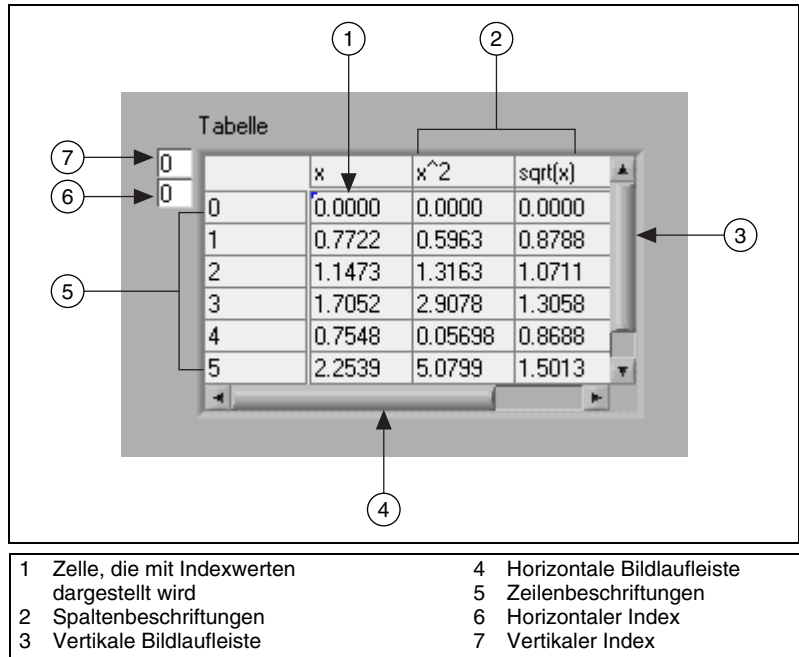 1 2
Tabelle
7 0
x x^2 sqrt(x)
6 0
0 0.0000 0.0000 0.0000
1 0.7722 0.5963 0.8788 3
2 1.1473 1.3163 1.0711
5
3 1.7052 2.9078 1.3058
4 0.7548 0.05698 0.8688
5 2.2539 5.0799 1.5013
4
1 Zelle, die mit Indexwerten
dargestellt wird
2 Spaltenbeschriftungen
3 Vertikale Bildlaufleiste
4 Horizontale Bildlaufleiste
5 Zeilenbeschriftungen
6 Horizontaler Index
7 Vertikaler Index